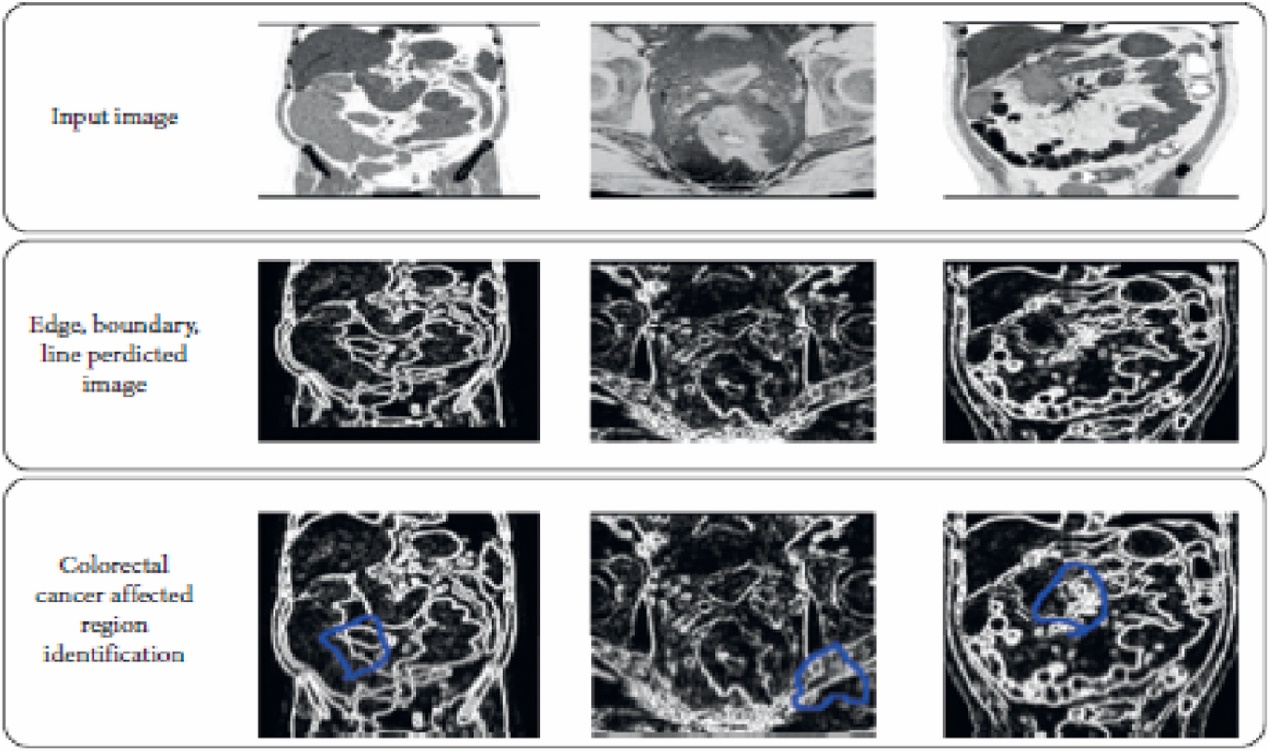 Input image
Edge, boundary,
line perdicted
image
Colorectal
cancer affected
region
identification